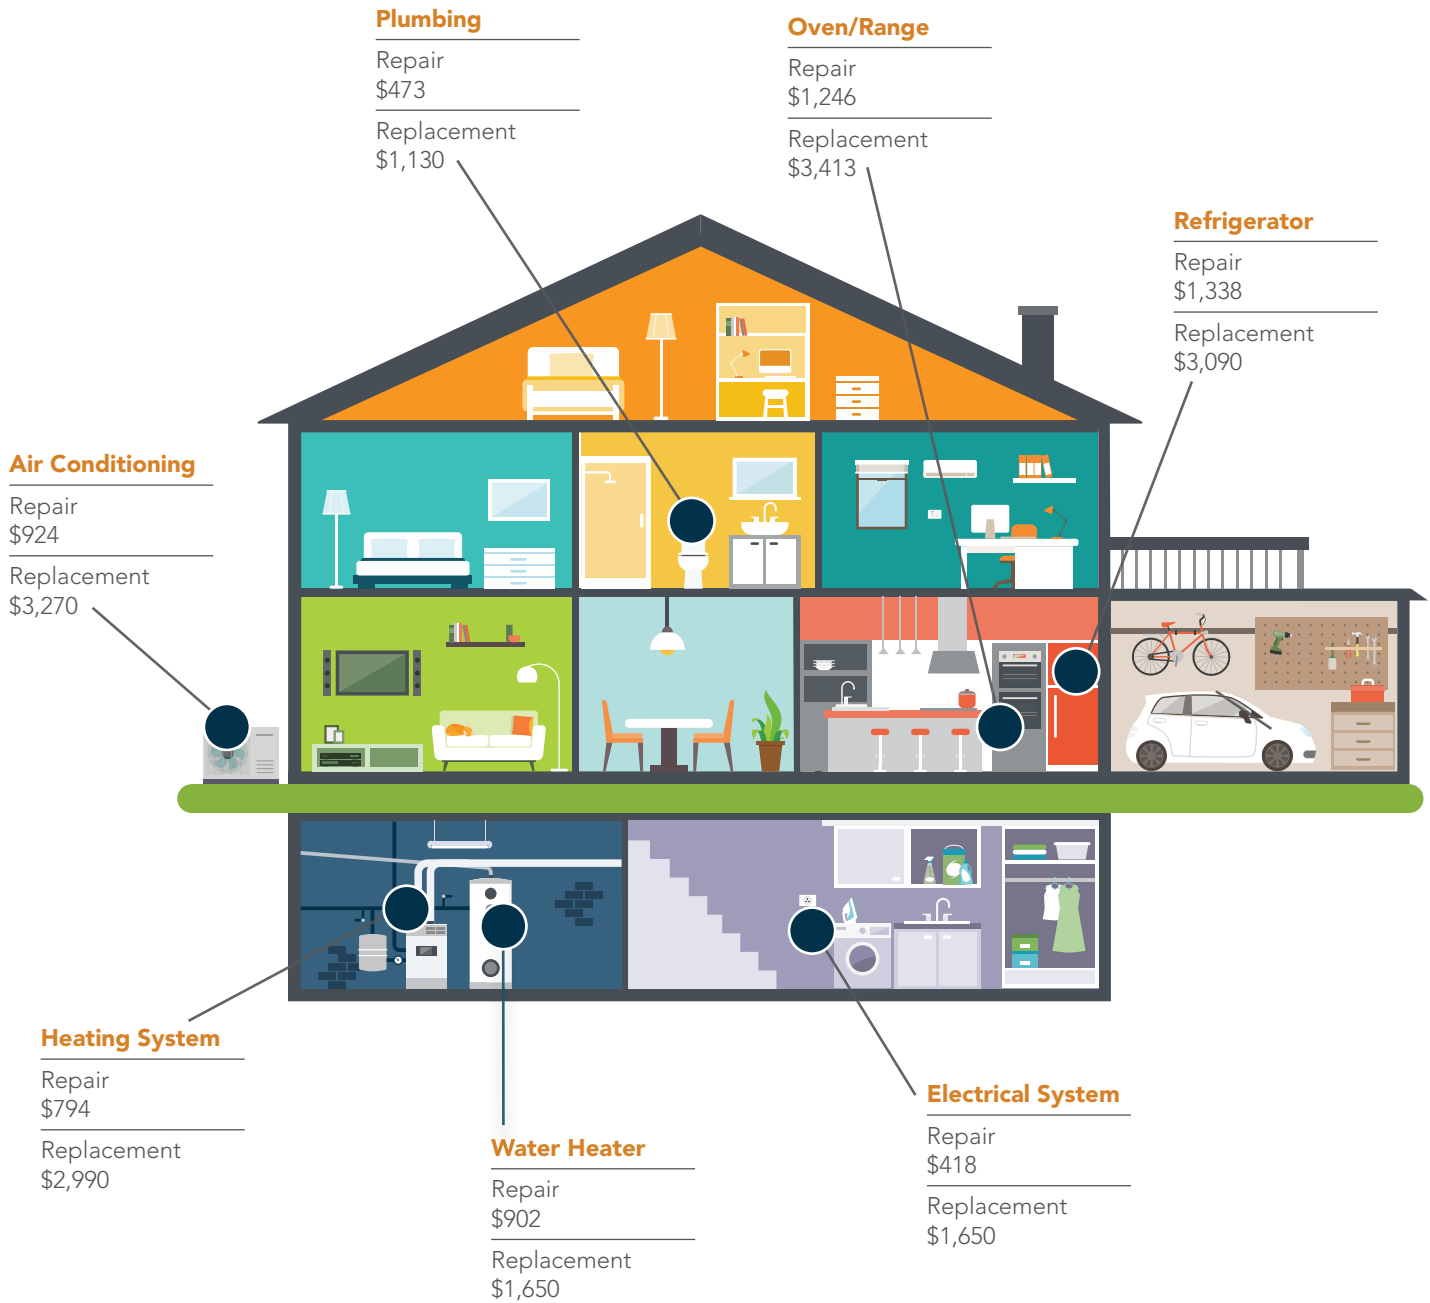 Plumbing
Repair
$473
Replacement
$1,130
Oven/Range
Repair
$1,246
Replacement
$3,413
Refrigerator
Repair
$1,338
Replacement
$3,090
Air Conditioning
Repair
$924
Replacement
$3,270
Heating System
Repair
$794
Replacement
$2,990
Water Heater
Repair
$902
Replacement
$1,650
Electrical System
Repair
$418
Replacement
$1,650